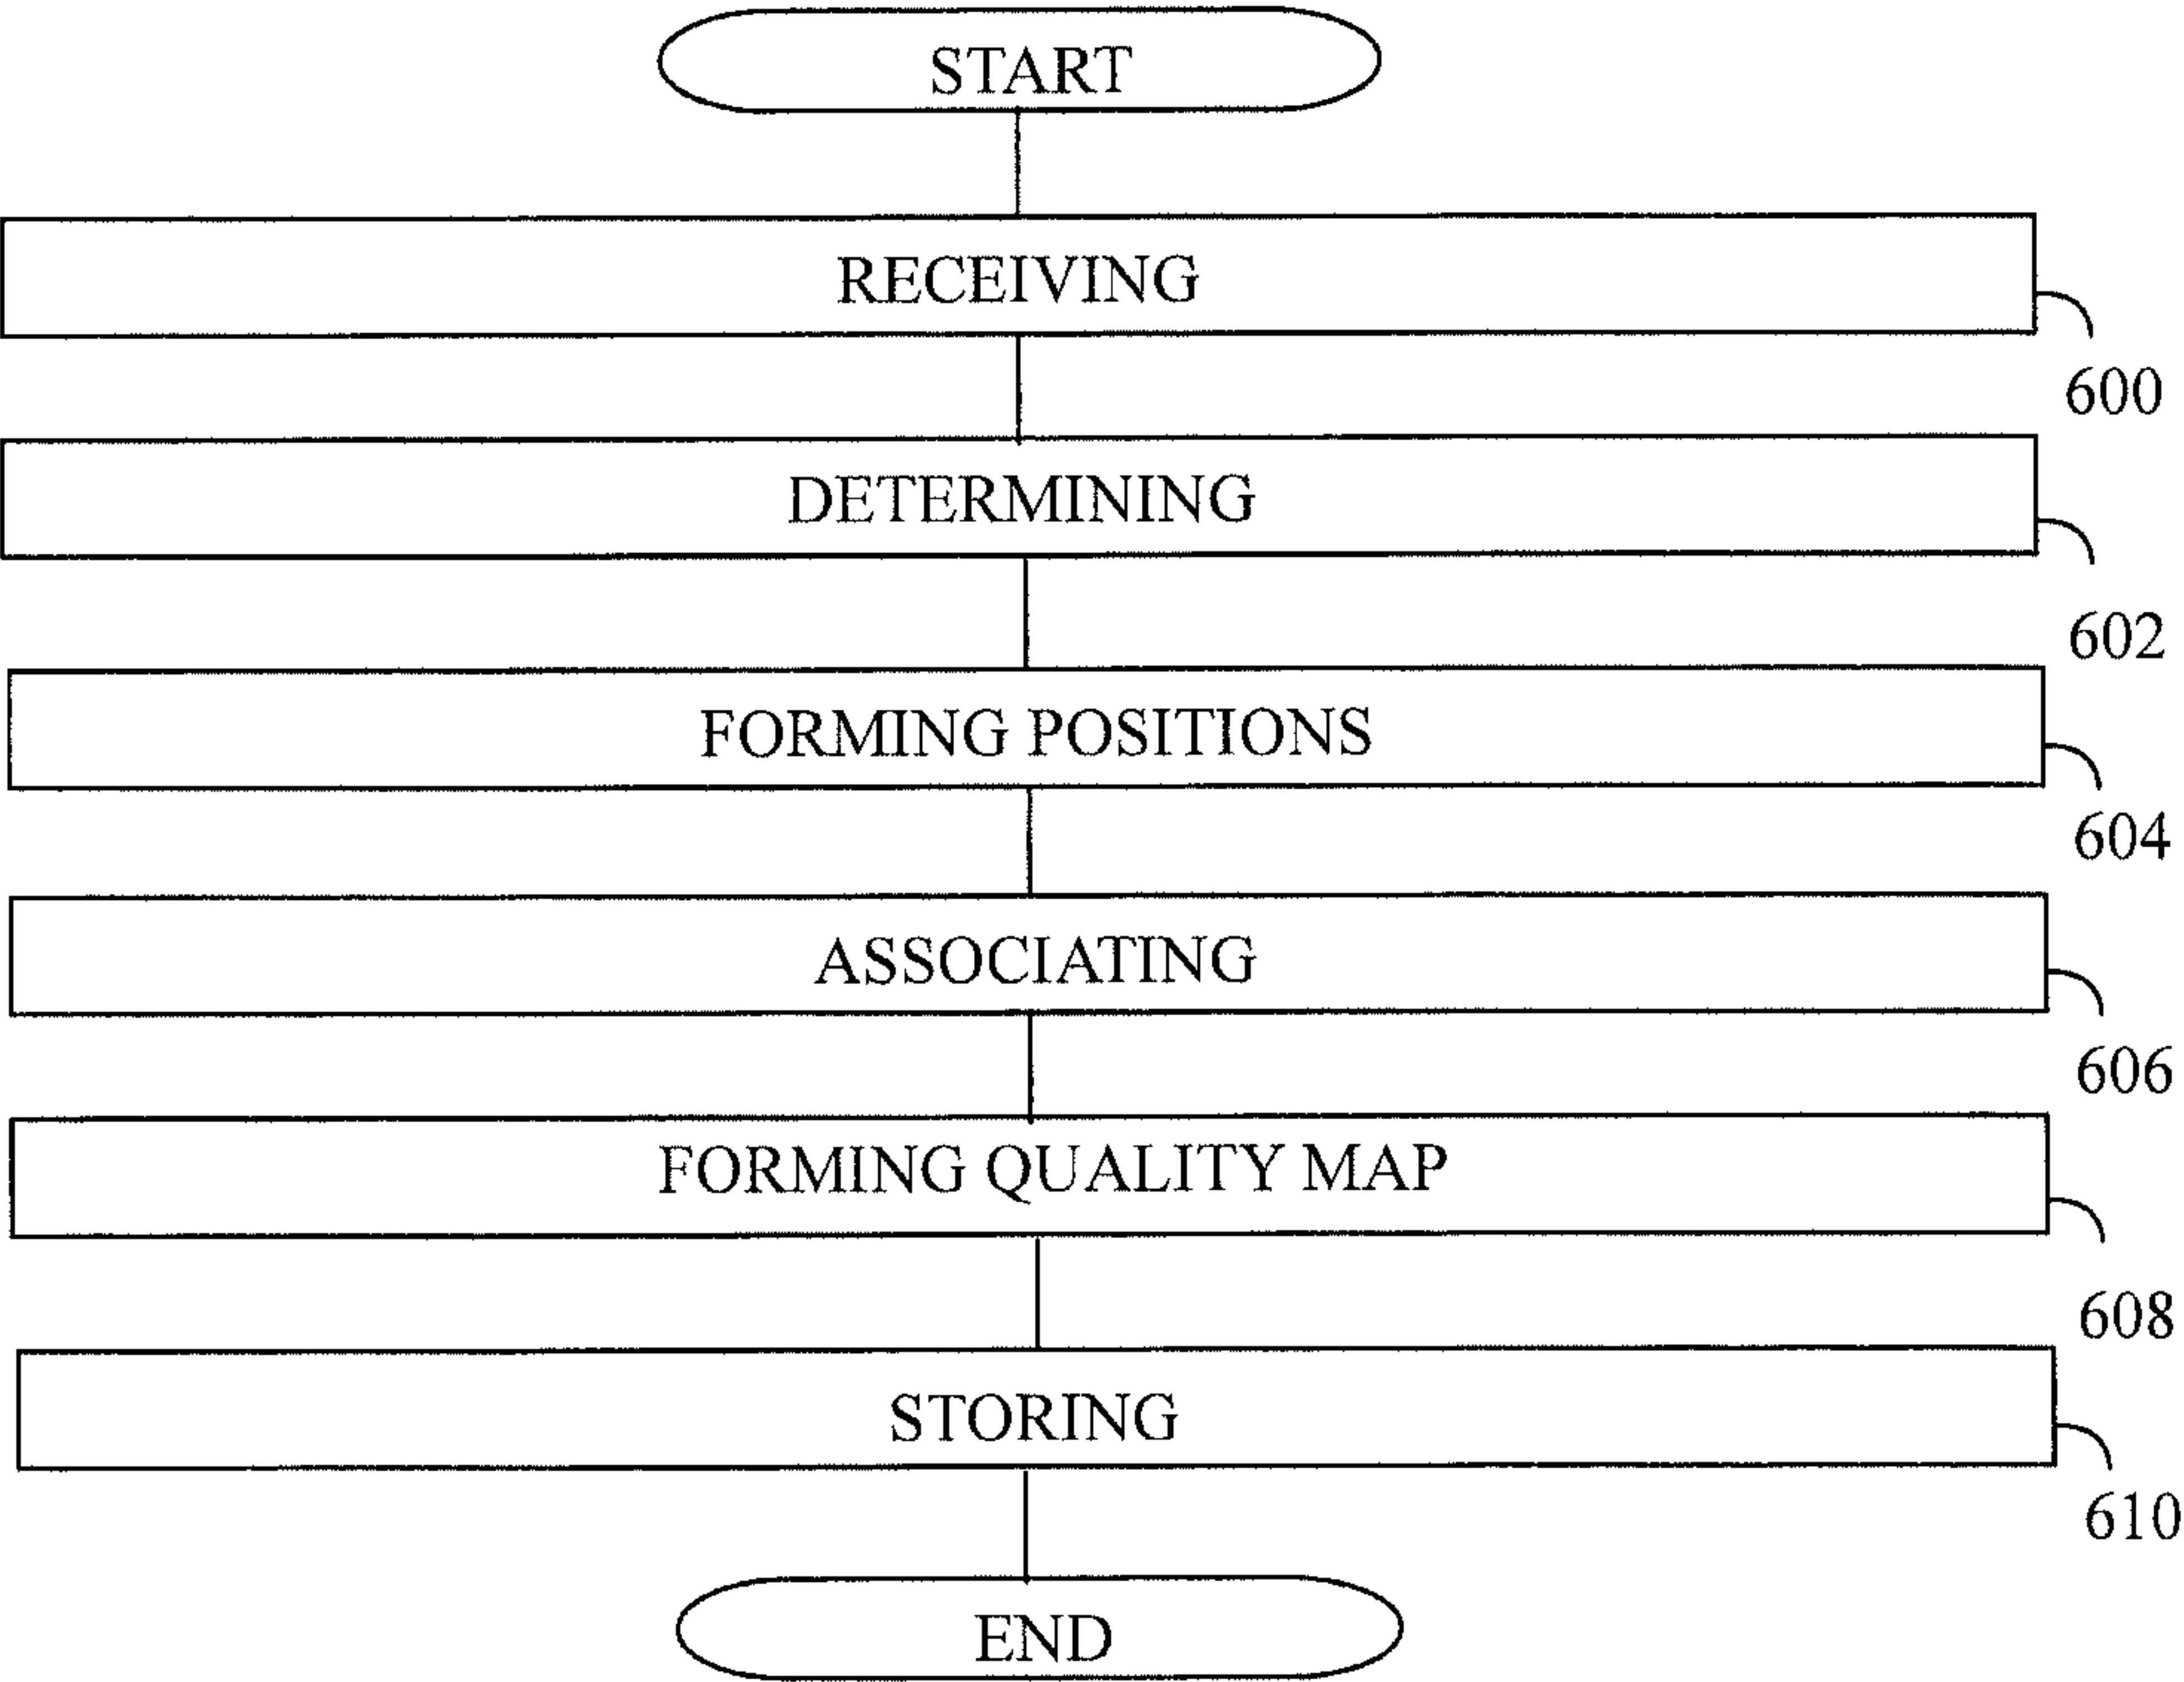 START
RECEIVING
600
DETERMINING
602
FORMING POSITIONS
604
ASSOCIATING
606
FORMING QUALITY MAP
608
STORING
610
END